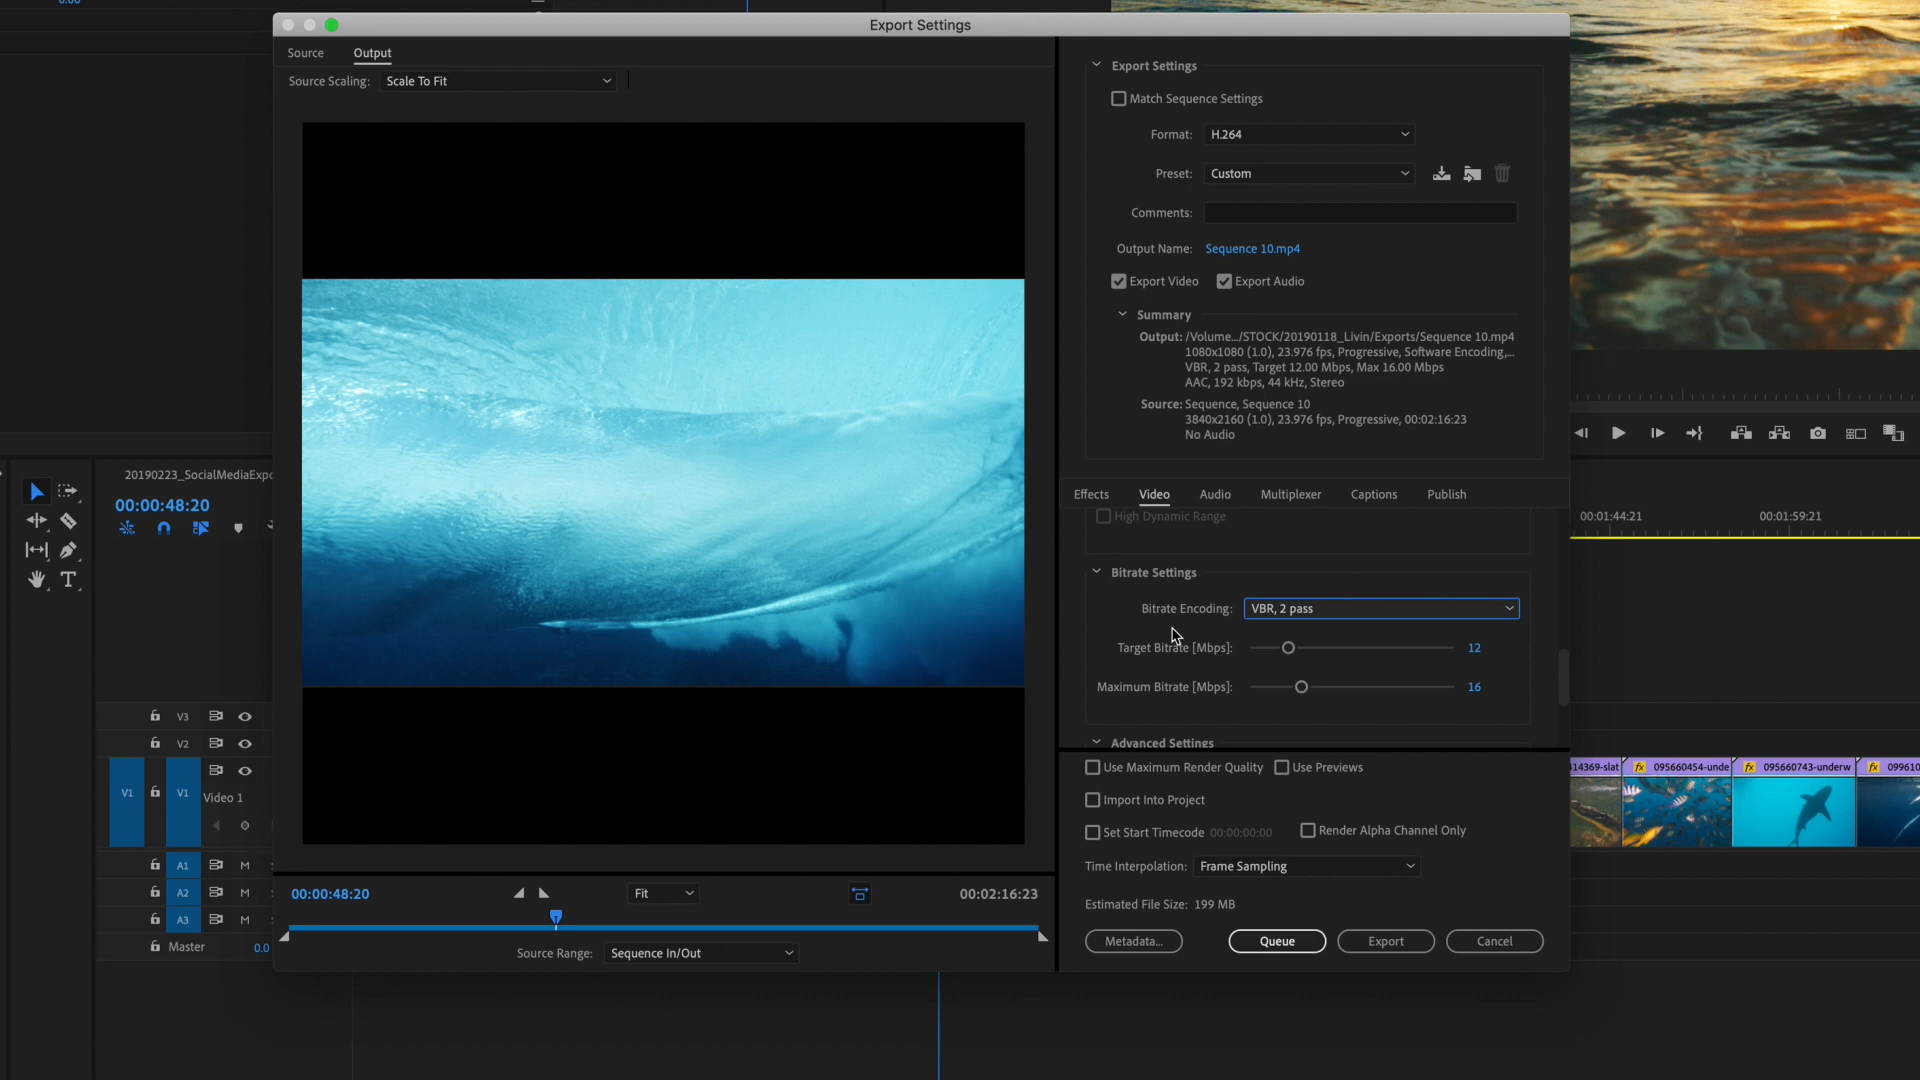 0.00
Export Settings
Source
Output
Source Scaling:
Scale To Fit
Export Settings
Match Sequence Settings
Format:
H.264
Preset:
Custom
Comments:
Output Name:
Sequence 10.mp4
Export Video
Export Audio
Summary
Output: /Volume.../STOCK/20190118_Livin/Exports/Sequence 10.mp4
1080x1080 (1.0), 23.976 fps, Progressive, Software Encoding,...
VBR, 2 pass, Target 12.00 Mbps, Max 16.00 Mbps
AAC, 192 kbps, 44 kHz, Stereo
Source: Sequence, Sequence 10
3840x2160 (1.0), 23.976 fps, Progressive, 00:02:16:23
No Audio
Effects
Video
Audio
Multiplexer
Captions
Publish
High Dynamic Range
Bitrate Settings
Bitrate Encoding:
VBR, 2 pass
Target Bitrate [Mbps]:
12
Maximum Bitrate [Mbps]:
16
Advanced Settings
Use Maximum Render Quality
Use Previews
Import Into Project
Set Start Timecode 00:00:00:00
Render Alpha Channel Only
Time Interpolation:
Frame Sampling
Estimated File Size: 199 MB
Metadata...
Queue
Export
Cancel
00:00:48:20
Fit
00:02:16:23
Source Range:
Sequence In/Out
20190223_SocialMediaExpo
00:00:48:20
T
V3
V2
V1
V1
Video 1
A1
M
A2
M
A3
M
Master
0.0
00:01:44:21
00:01:59:21
414369-slat
fx 095660454-unde
fx 095660743-underw
fx 099610